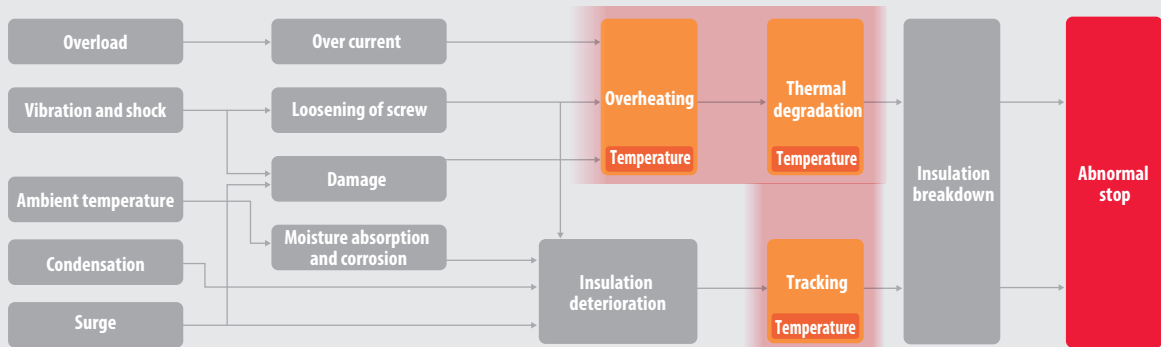 Overload
Over current
Vibration and shock
Loosening of screw
Overheating
Temperature
Thermal
degradation
Temperature
Damage
Ambient temperature
Moisture absorption
and corrosion
Condensation
Surge
Insulation
deterioration
Tracking
Temperature
Insulation
breakdown
Abnormal
stop